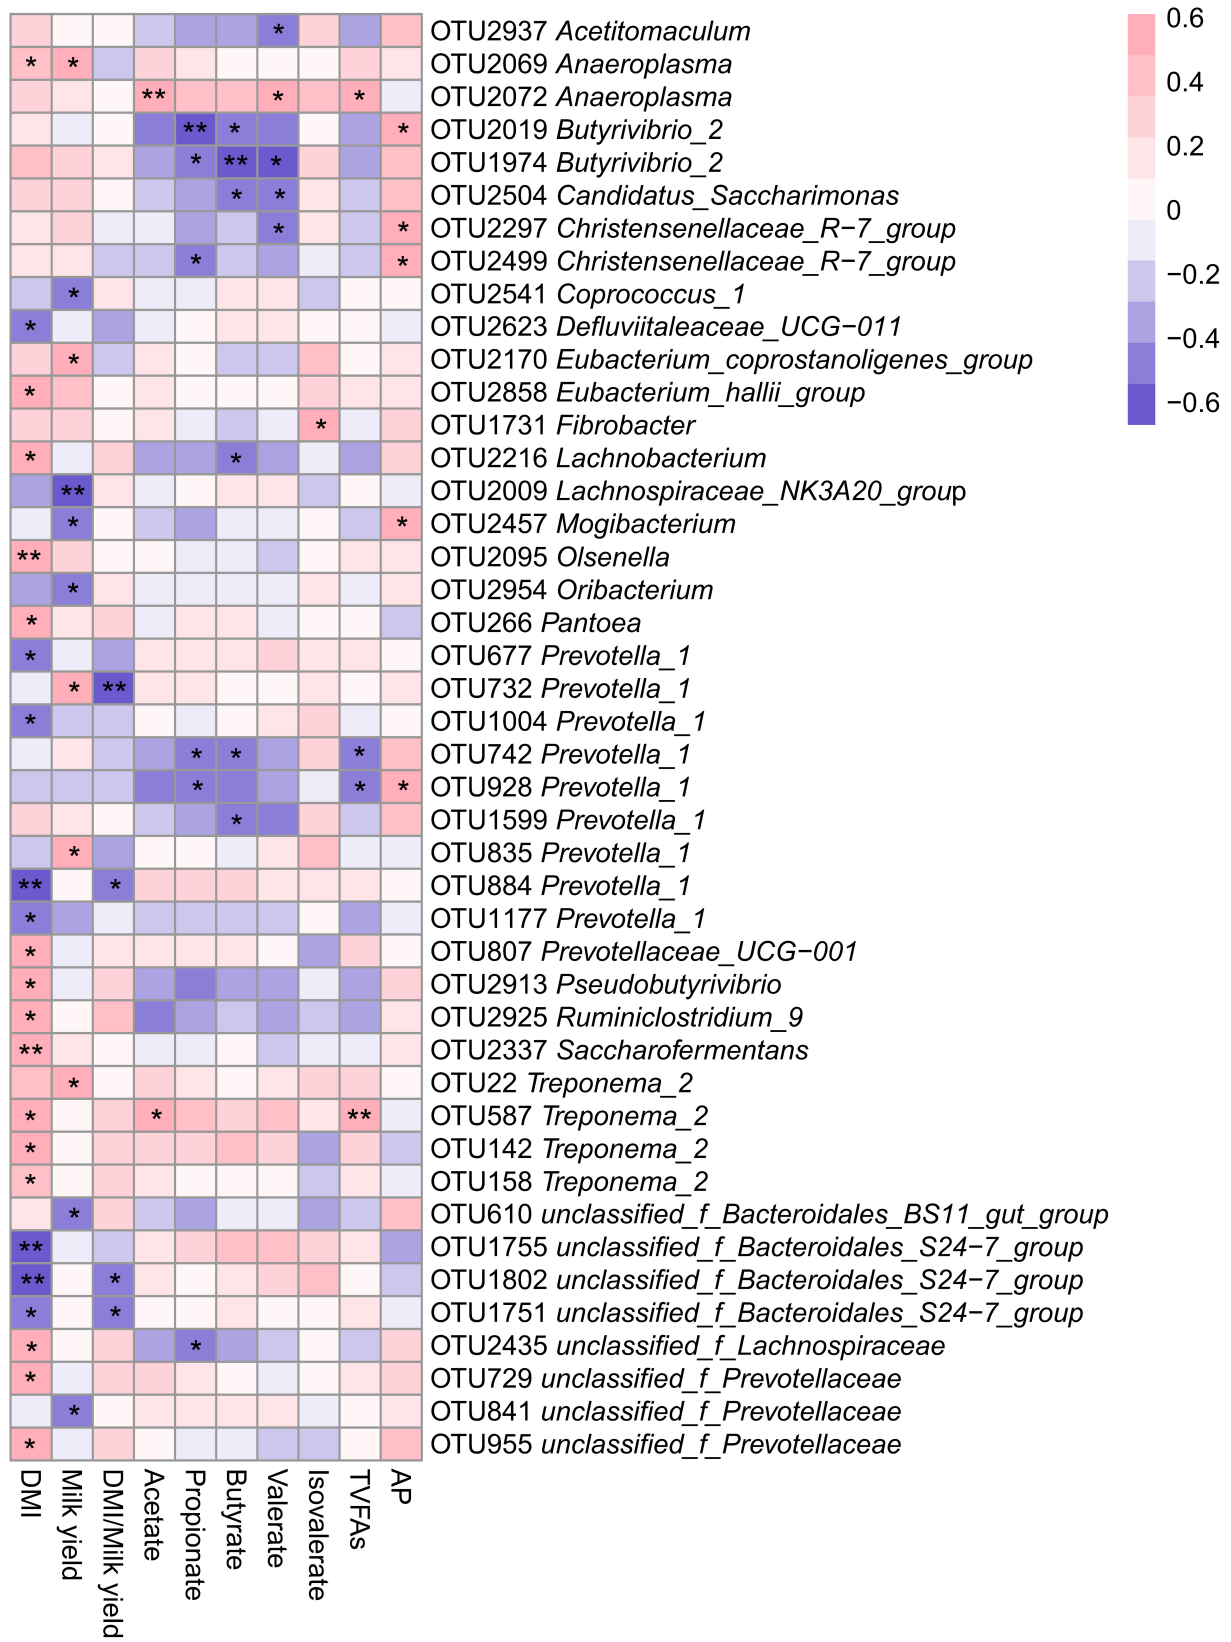 * OTU2937 Acetitomaculum
* * OTU2069 Anaeroplasma
** * * OTU2072 Anaeroplasma
** * * OTU2019 Butyrivibrio_2
* ** * OTU1974 Butyrivibrio_2
* * OTU2504 Candidatus_Saccharimonas
* * OTU2297 Christensenellaceae_R−7_group
* * OTU2499 Christensenellaceae_R−7_group
* OTU2541 Coprococcus_1
* OTU2623 Defluviitaleaceae_UCG−011
* OTU2170 Eubacterium_coprostanoligenes_group
* OTU2858 Eubacterium_hallii_group
* OTU1731 Fibrobacter
* * OTU2216 Lachnobacterium
** OTU2009 Lachnospiraceae_NK3A20_group
* * OTU2457 Mogibacterium
** OTU2095 Olsenella
* OTU2954 Oribacterium
* OTU266 Pantoea
* OTU677 Prevotella_1
* ** OTU732 Prevotella_1
* OTU1004 Prevotella_1
* * * OTU742 Prevotella_1
* * * OTU928 Prevotella_1
* OTU1599 Prevotella_1
* OTU835 Prevotella_1
** * OTU884 Prevotella_1
* OTU1177 Prevotella_1
* OTU807 Prevotellaceae_UCG−001
* OTU2913 Pseudobutyrivibrio
* OTU2925 Ruminiclostridium_9
** OTU2337 Saccharofermentans
* OTU22 Treponema_2
* * ** OTU587 Treponema_2
* OTU142 Treponema_2
* OTU158 Treponema_2
* OTU610 unclassified_f_Bacteroidales_BS11_gut_group
** OTU1755 unclassified_f_Bacteroidales_S24−7_group
** * OTU1802 unclassified_f_Bacteroidales_S24−7_group
* * OTU1751 unclassified_f_Bacteroidales_S24−7_group
* * OTU2435 unclassified_f_Lachnospiraceae
* OTU729 unclassified_f_Prevotellaceae
* OTU841 unclassified_f_Prevotellaceae
* OTU955 unclassified_f_Prevotellaceae
DMI
Milk yield
DMI/Milk yield
Acetate
Propionate
Butyrate
Valerate
Isovalerate
TVFAs
AP
0.6
0.4
0.2
0
−0.2
−0.4
−0.6